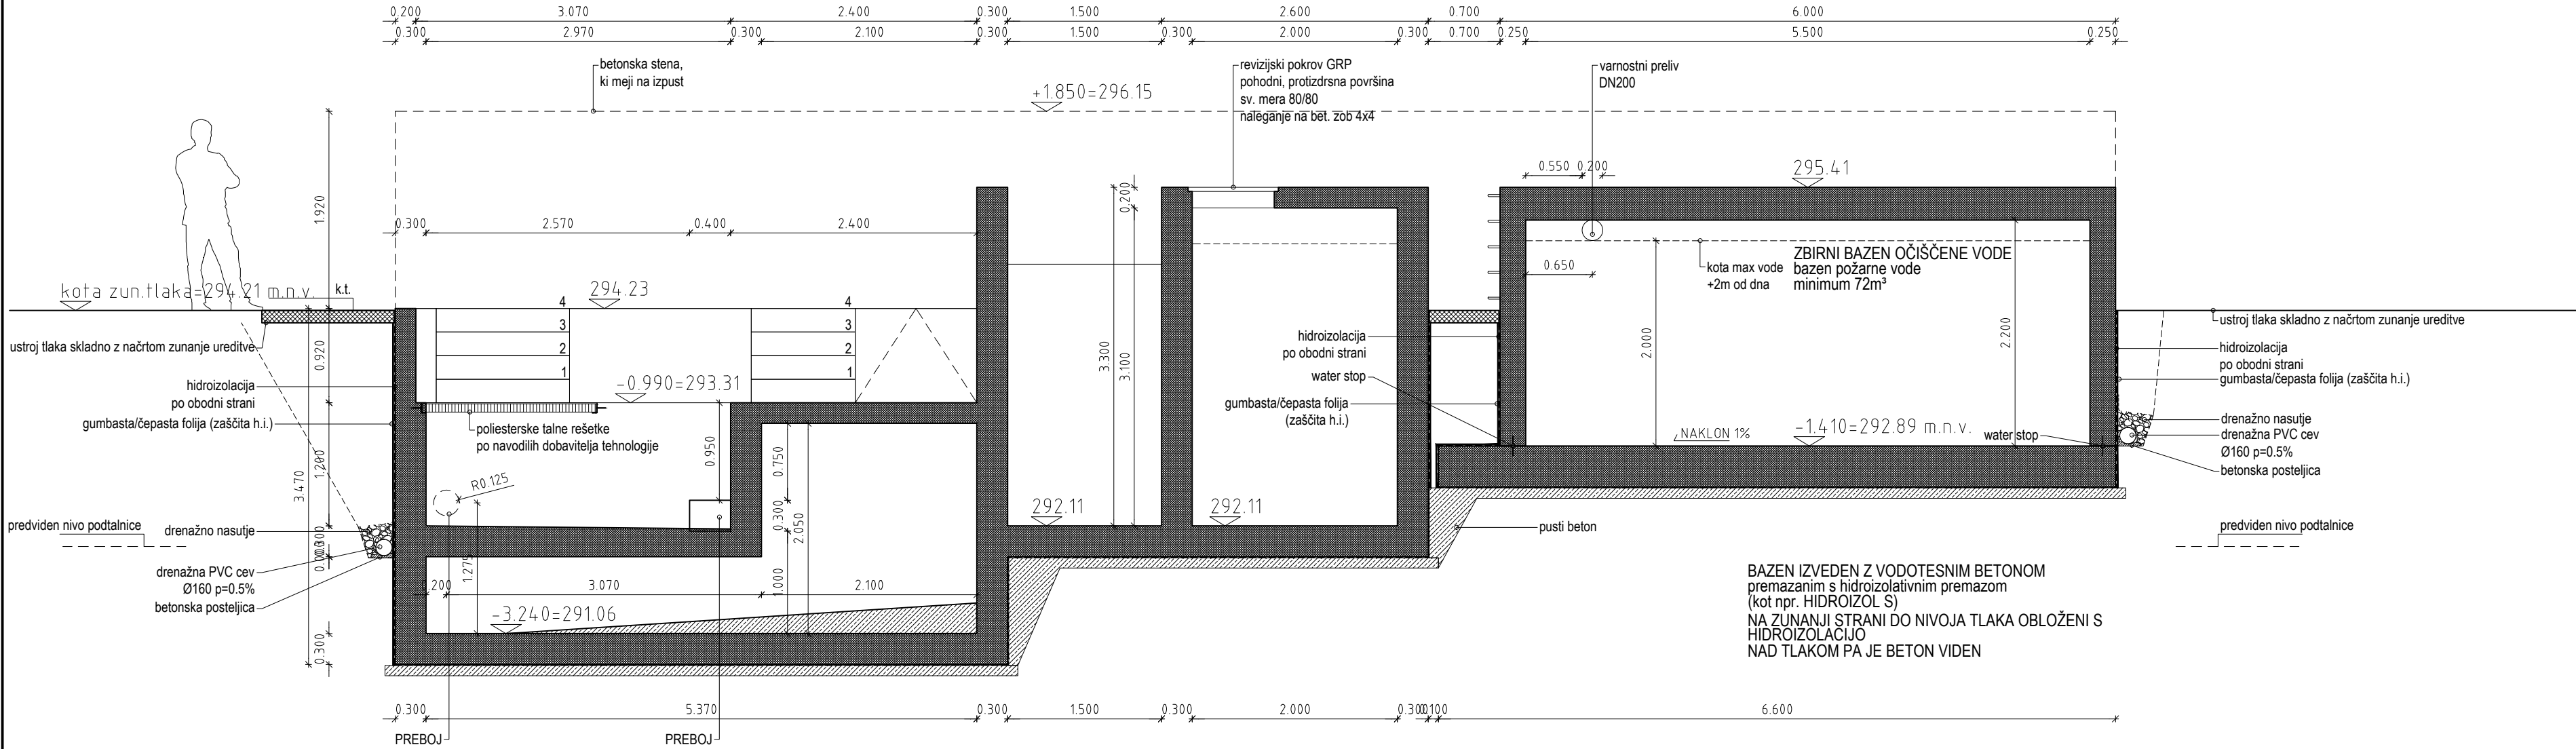 0.200 3.070 2.400 0.300 1.500 2.600 0.700 6.000
0.300 2.970 0.300 2.100 0.300 1.500 0.300 2.000 0.300 0.700 0.250 5.500 0.250
betonska stena,
ki meji na izpust
+1.850=296.15
revizijski pokrov GRP
pohodni, protizdrsna površina
sv. mera 80/80
naleganje na bet. zob 4x4
varnostni preliv
DN200
295.41
0.550 0.200
1.920
0.300 2.570 0.400 2.400
0.200
3.300
3.100
kota zun.tlaka=294.21 m.n.v.
k.t.
294.23
4
3
2
1
4
3
2
1
-0.990=293.31
ustroj tlaka skladno z načrtom zunanje ureditve
hidroizolacija
po obodni strani
gumbasta/čepasta folija (zaščita h.i.)
poliesterske talne rešetke
po navodilih dobavitelja tehnologije
0.920
1.200
3.470
0.300
0.300
R0.125
0.950
0.750
0.300
2.050
1.000
1.275
predviden nivo podtalnice
drenažno nasutje
drenažna PVC cev
Ø160 p=0.5%
betonska posteljica
3.070 2.100
-3.240=291.06
292.11
292.11
hidroizolacija
po obodni strani
water stop
gumbasta/čepasta folija
(zaščita h.i.)
0.650
kota max vode
+2m od dna
ZBIRNI BAZEN OČIŠČENE VODE
bazen požarne vode
minimum 72m³
2.000
2.200
NAKLON 1%
-1.410=292.89 m.n.v.
water stop
pusti beton
ustroj tlaka skladno z načrtom zunanje ureditve
hidroizolacija
po obodni strani
gumbasta/čepasta folija (zaščita h.i.)
drenažno nasutje
drenažna PVC cev
Ø160 p=0.5%
betonska posteljica
predviden nivo podtalnice
BAZEN IZVEDEN Z VODOTESNIM BETONOM
premazanim s hidroizolativnim premazom
(kot npr. HIDROIZOL S)
NA ZUNANJI STRANI DO NIVOJA TLAKA OBLOŽENI S
HIDROIZOLACIJO
NAD TLAKOM PA JE BETON VIDEN
0.300 5.370 0.300 1.500 0.300 2.000 0.300 0.100 6.600
PREBOJ
PREBOJ